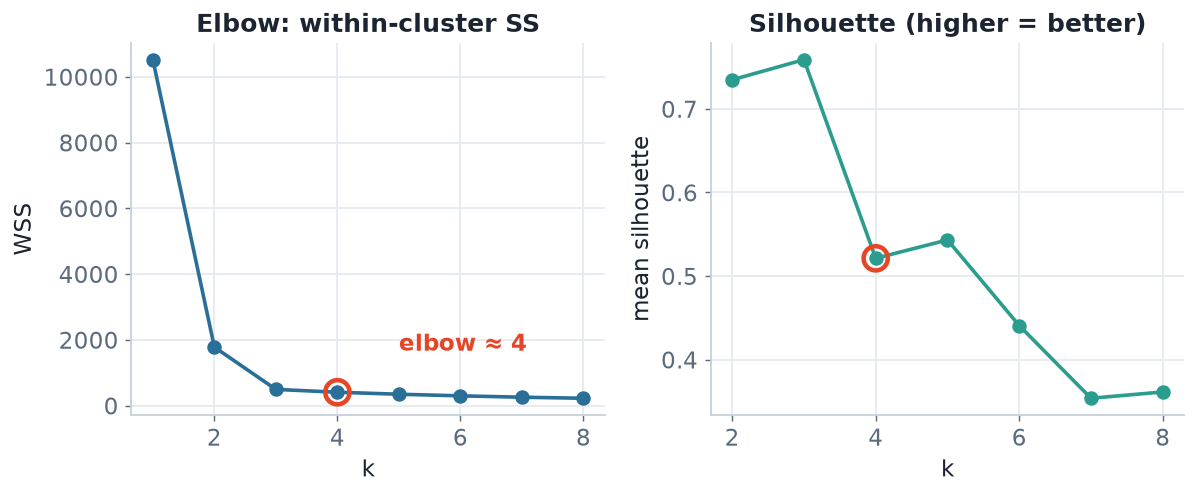 Elbow: within-cluster SS
WSS
10000
8000
6000
4000
2000
0
elbow ≈ 4
2
4
6
8
k
Silhouette (higher = better)
mean silhouette
0.7
0.6
0.5
0.4
2
4
6
8
k